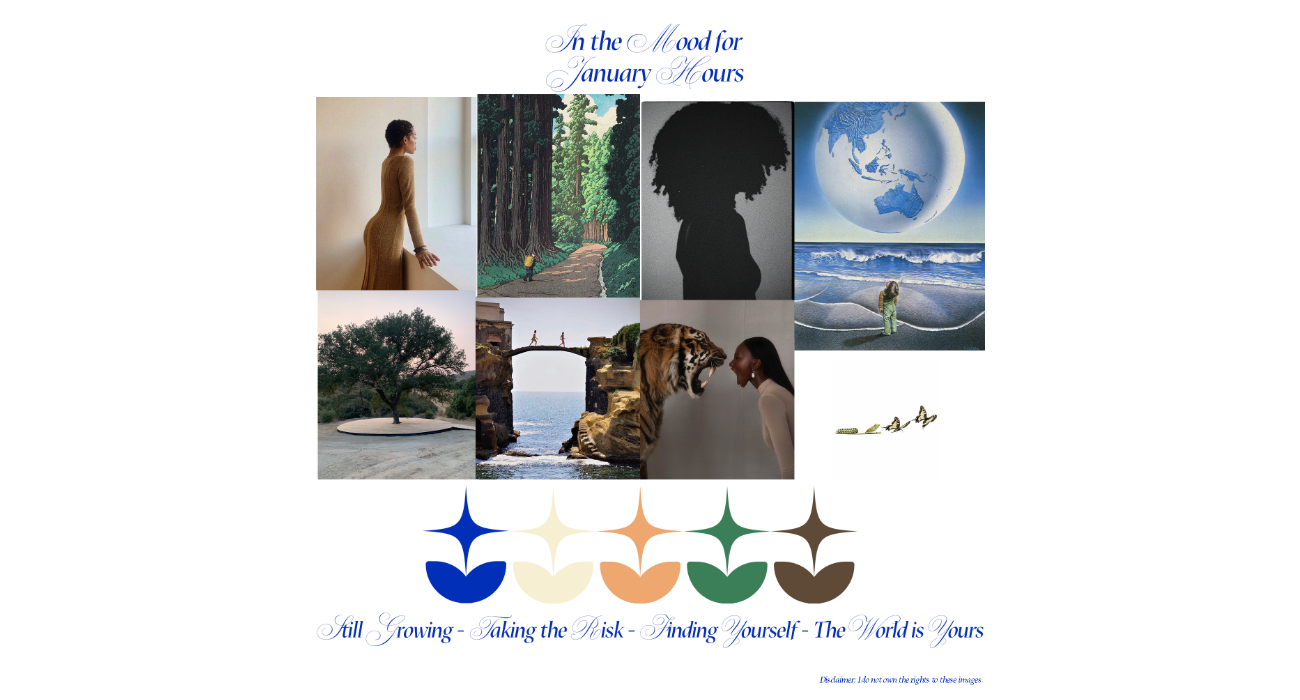 In the Mood for
January Hours
Still Growing - Taking the Risk - Finding Yourself - The World is Yours
Disclaimer: I do not own the rights to these images.